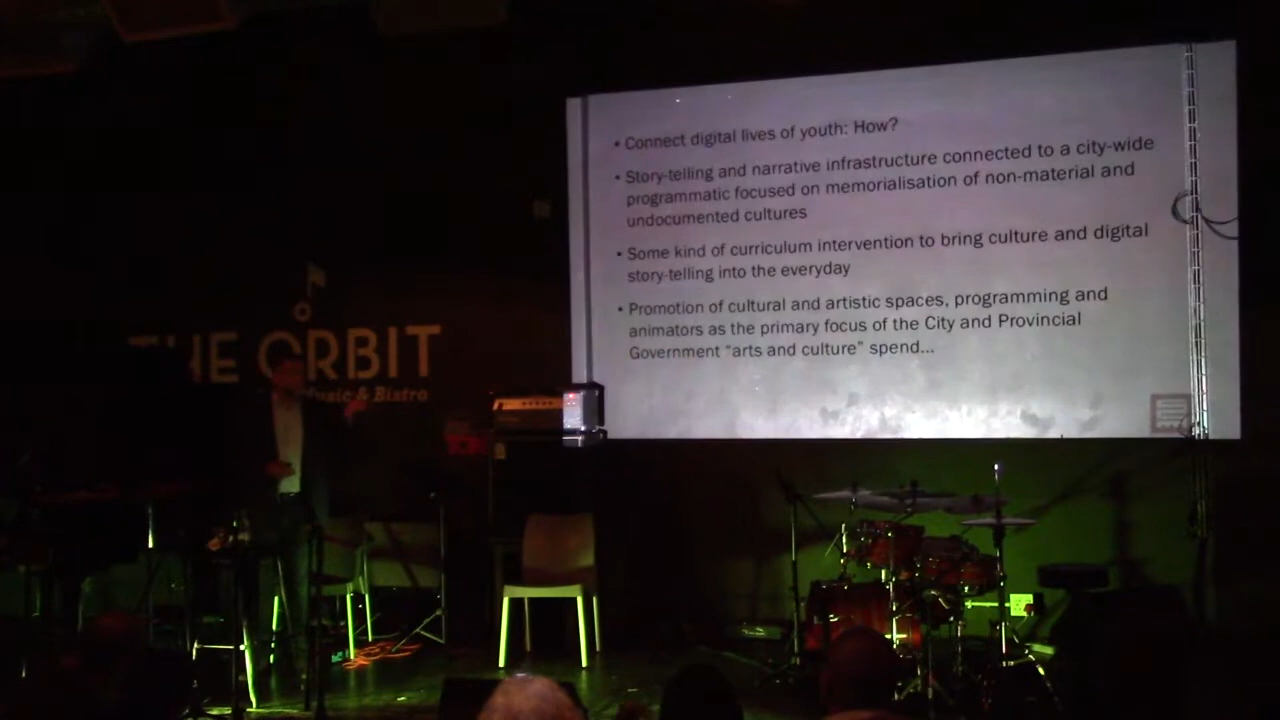 • Connect digital lives of youth: How?
• Story-telling and narrative infrastructure connected to a city-wide
programmatic focused on memorialisation of non-material and
undocumented cultures
• Some kind of curriculum intervention to bring culture and digital
story-telling into the everyday
• Promotion of cultural and artistic spaces, programming and
animators as the primary focus of the City and Provincial
Government “arts and culture” spend...
THE ORBIT
Music & Bistro